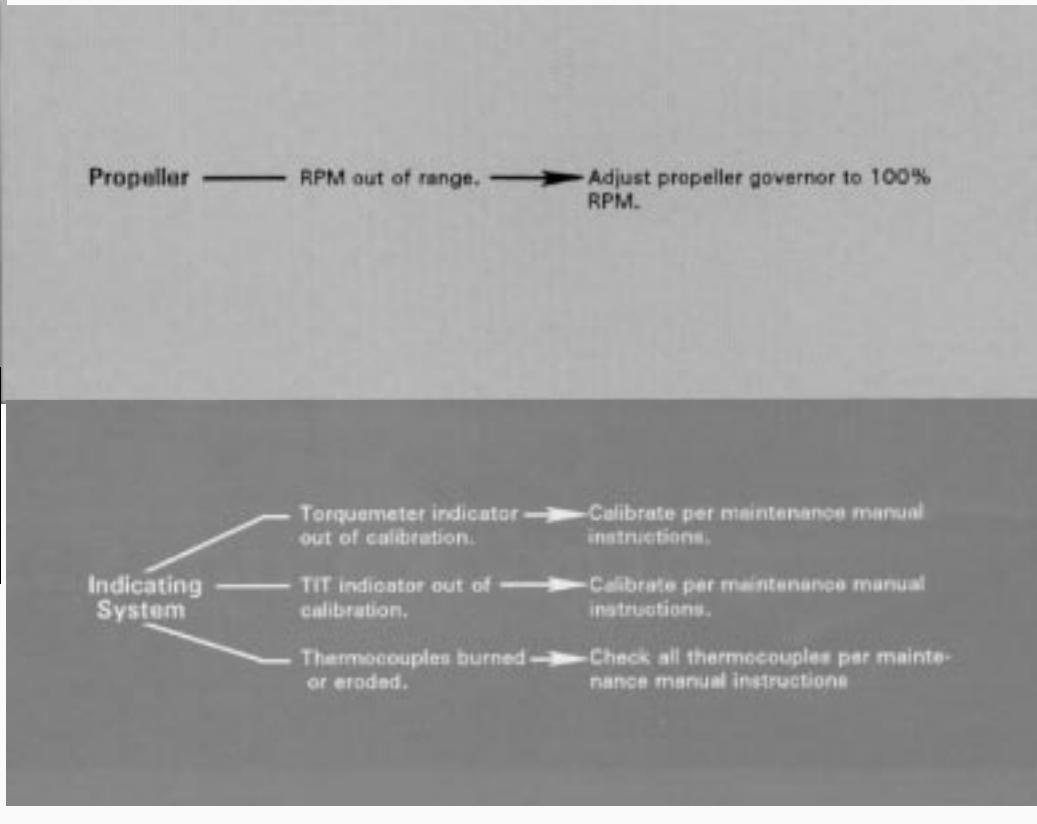 Propeller
RPM out of range.
Adjust propeller governor to 100%
RPM.
Indicating
System
Torquemeter indicator
out of calibration.
Calibrate per maintenance manual
instructions.
TIT indicator out of
calibration.
Calibrate per maintenance manual
instructions.
Thermocouples burned
or eroded.
Check all thermocouples per mainte-
nance manual instructions